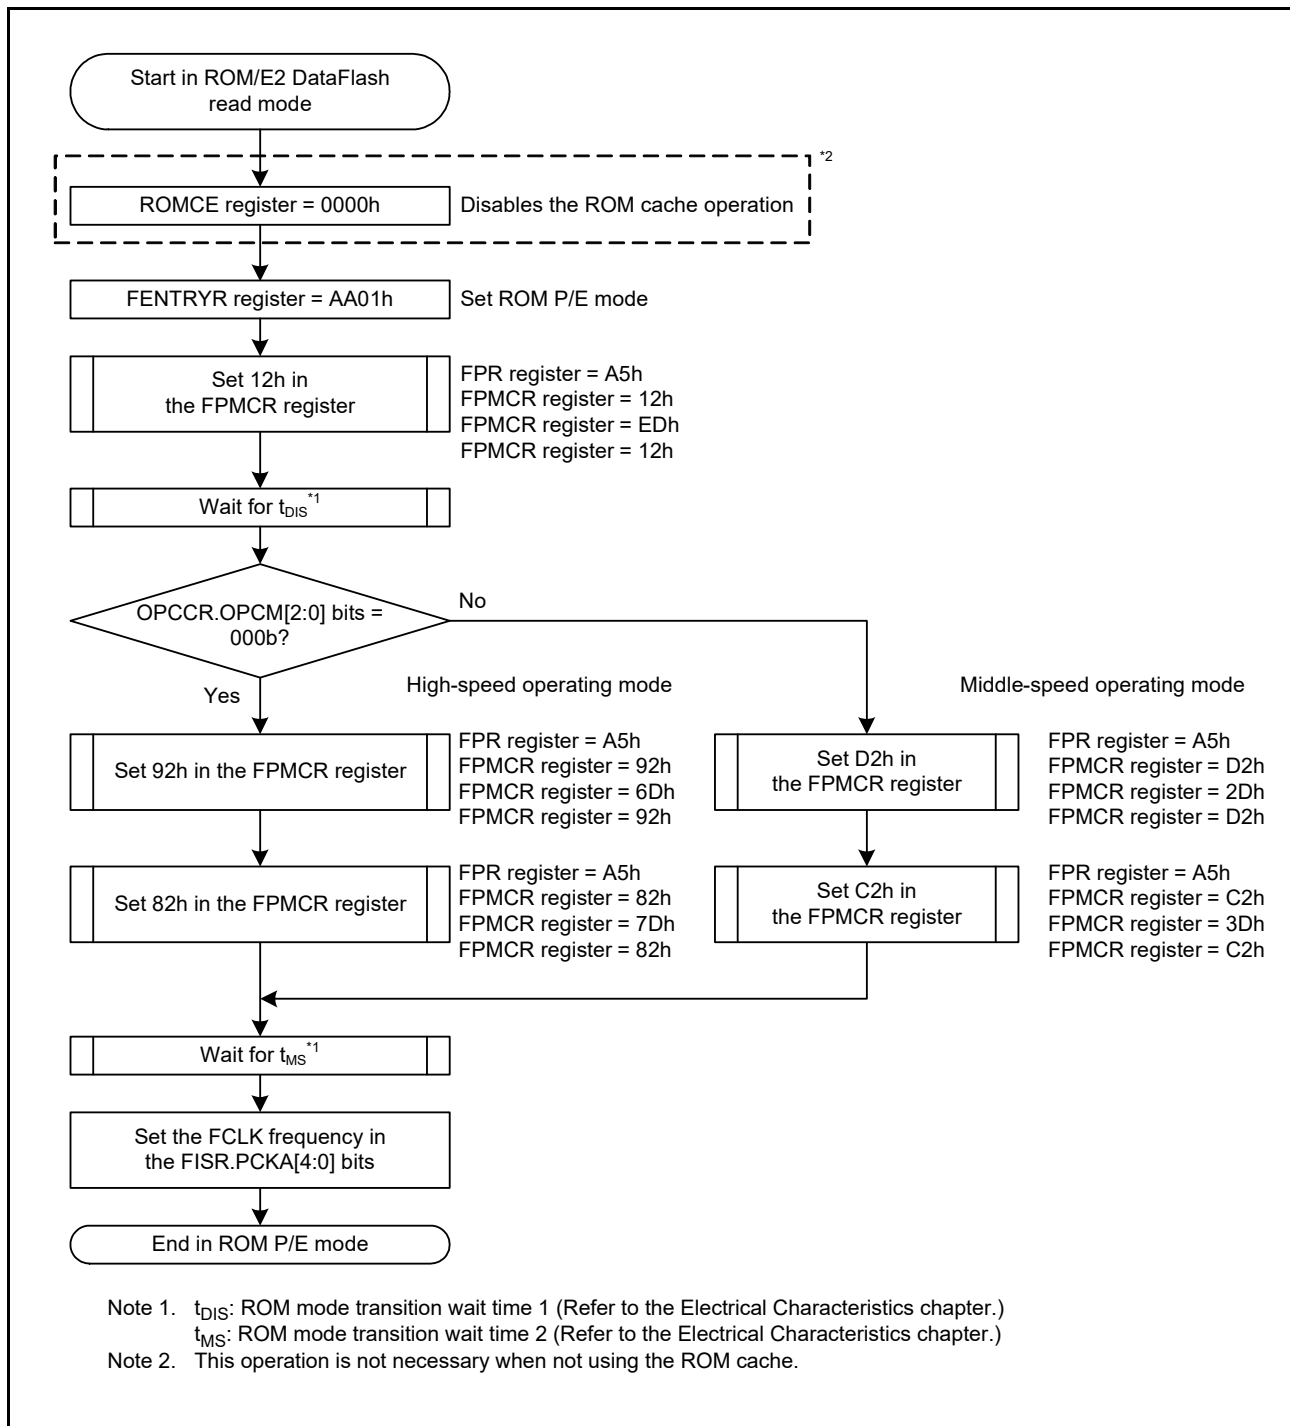 Start in ROM/E2 DataFlash
read mode
*2
ROMCE register = 0000h
Disables the ROM cache operation
FENTRYR register = AA01h
Set ROM P/E mode
Set 12h in
the FPMCR register
FPR register = A5h
FPMCR register = 12h
FPMCR register = EDh
FPMCR register = 12h
Wait for tDIS*1
OPCCR.OPCM[2:0] bits =
000b?
No
Yes
High-speed operating mode
Middle-speed operating mode
Set 92h in the FPMCR register
FPR register = A5h
FPMCR register = 92h
FPMCR register = 6Dh
FPMCR register = 92h
Set D2h in
the FPMCR register
FPR register = A5h
FPMCR register = D2h
FPMCR register = 2Dh
FPMCR register = D2h
Set 82h in the FPMCR register
FPR register = A5h
FPMCR register = 82h
FPMCR register = 7Dh
FPMCR register = 82h
Set C2h in
the FPMCR register
FPR register = A5h
FPMCR register = C2h
FPMCR register = 3Dh
FPMCR register = C2h
Wait for tMS*1
Set the FCLK frequency in
the FISR.PCKA[4:0] bits
End in ROM P/E mode
Note 1. tDIS: ROM mode transition wait time 1 (Refer to the Electrical Characteristics chapter.)
tMS: ROM mode transition wait time 2 (Refer to the Electrical Characteristics chapter.)
Note 2. This operation is not necessary when not using the ROM cache.